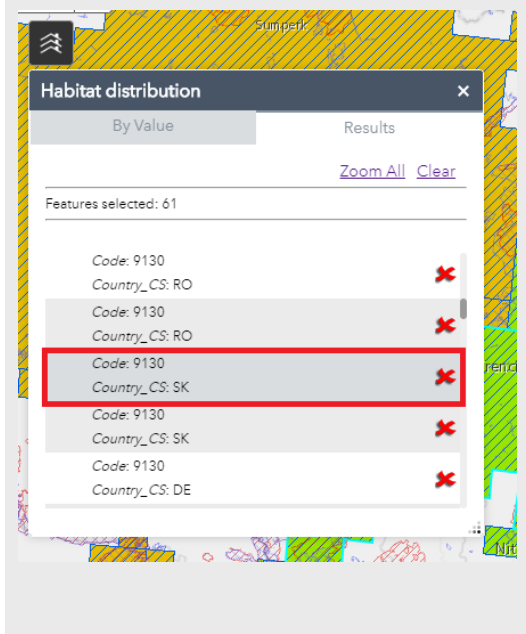 Sumperk
Habitat distribution
By Value
Results
Zoom All Clear
Features selected: 61
Code: 9130
Country_CS: RO
Code: 9130
Country_CS: RO
Code: 9130
Country_CS: SK
Code: 9130
Country_CS: SK
Code: 9130
Country_CS: DE